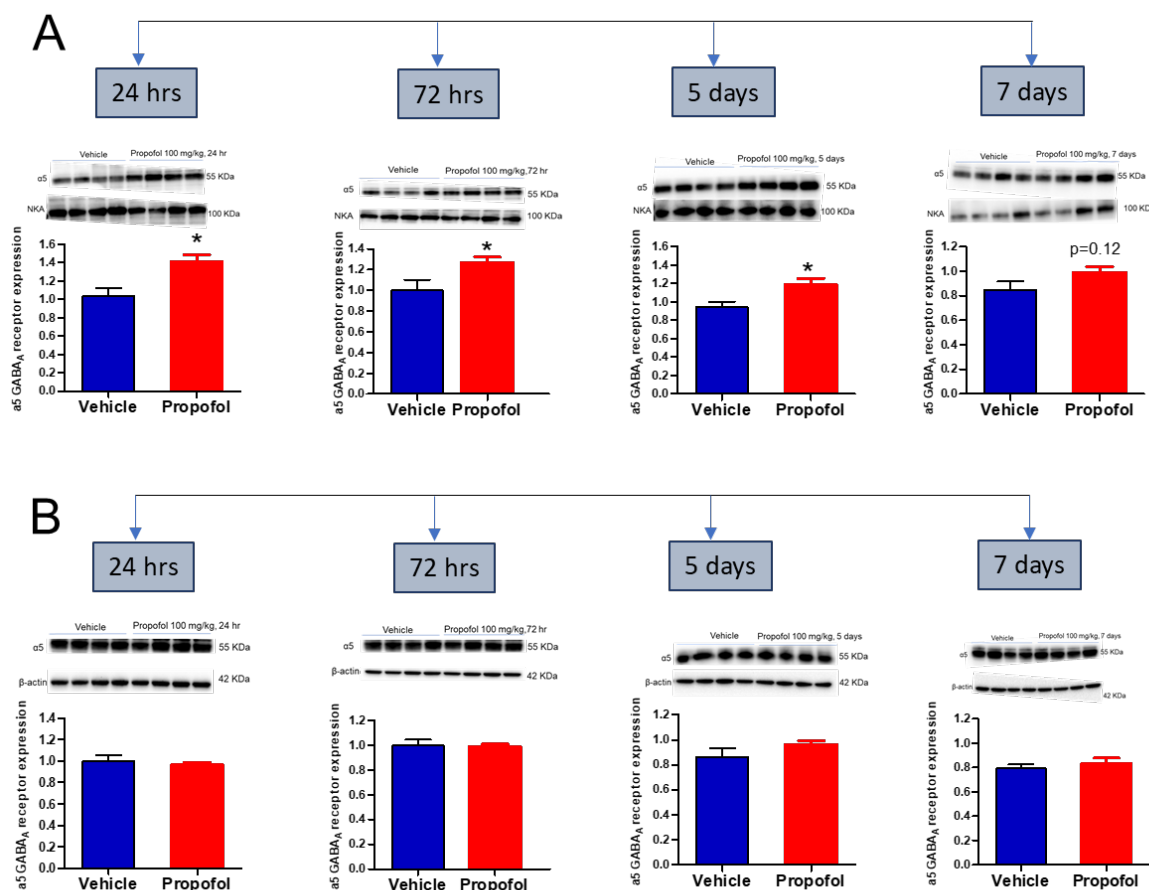 A
24 hrs
72 hrs
5 days
7 days
Vehicle Propofol 100 mg/kg, 24 hr
α5 55 KDa
NKA 100 KDa
*
a5 GABAA receptor expression
1.6
1.4
1.2
1.0
0.8
0.6
0.4
0.2
0.0
Vehicle Propofol
Vehicle Propofol 100 mg/kg,72 hr
α5 55 KDa
NKA 100 KDa
*
a5 GABAA receptor expression
1.4
1.2
1.0
0.8
0.6
0.4
0.2
0.0
Vehicle Propofol
Vehicle Propofol 100 mg/kg, 5 days
α5 55 KDa
NKA 100 KDa
*
a5 GABAA receptor expression
1.6
1.4
1.2
1.0
0.8
0.6
0.4
0.2
0.0
Vehicle Propofol
Vehicle Propofol 100 mg/kg, 7 days
α5 55 KDa
NKA 100 KDa
p=0.12
a5 GABAA receptor expression
1.2
1.0
0.8
0.6
0.4
0.2
0.0
Vehicle Propofol
B
24 hrs
72 hrs
5 days
7 days
Vehicle Propofol 100 mg/kg, 24 hr
α5 55 KDa
β-actin 42 KDa
a5 GABAA receptor expression
1.4
1.2
1.0
0.8
0.6
0.4
0.2
0.0
Vehicle Propofol
Vehicle Propofol 100 mg/kg,72 hr
α5 55 KDa
β-actin 42 KDa
a5 GABAA receptor expression
1.2
1.0
0.8
0.6
0.4
0.2
0.0
Vehicle Propofol
Vehicle Propofol 100 mg/kg, 5 days
α5 55 KDa
β-actin 42 KDa
a5 GABAA receptor expression
1.2
1.0
0.8
0.6
0.4
0.2
0.0
Vehicle Propofol
Vehicle Propofol 100 mg/kg, 7 days
α5 55 KDa
β-actin 42 KDa
a5 GABAA receptor expression
1.2
1.0
0.8
0.6
0.4
0.2
0.0
Vehicle Propofol